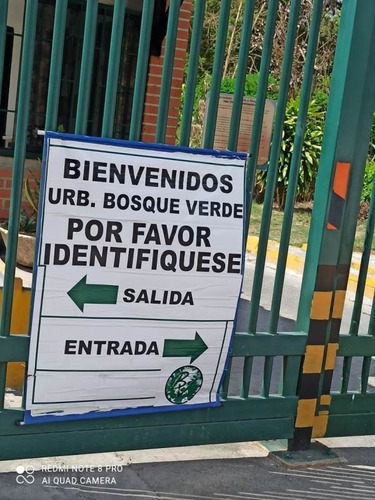 BIENVENIDOS
URB. BOSQUE VERDE
POR FAVOR
IDENTIFIQUESE
SALIDA
ENTRADA
REDMI NOTE 8 PRO
AI QUAD CAMERA